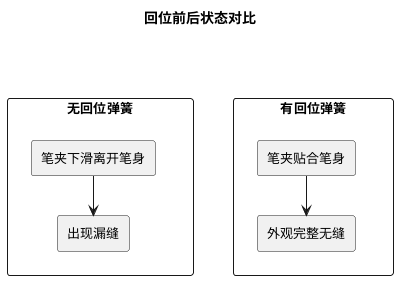 回位前后状态对比
无回位弹簧
笔夹下滑离开笔身
出现漏缝
有回位弹簧
笔夹贴合笔身
外观完整无缝